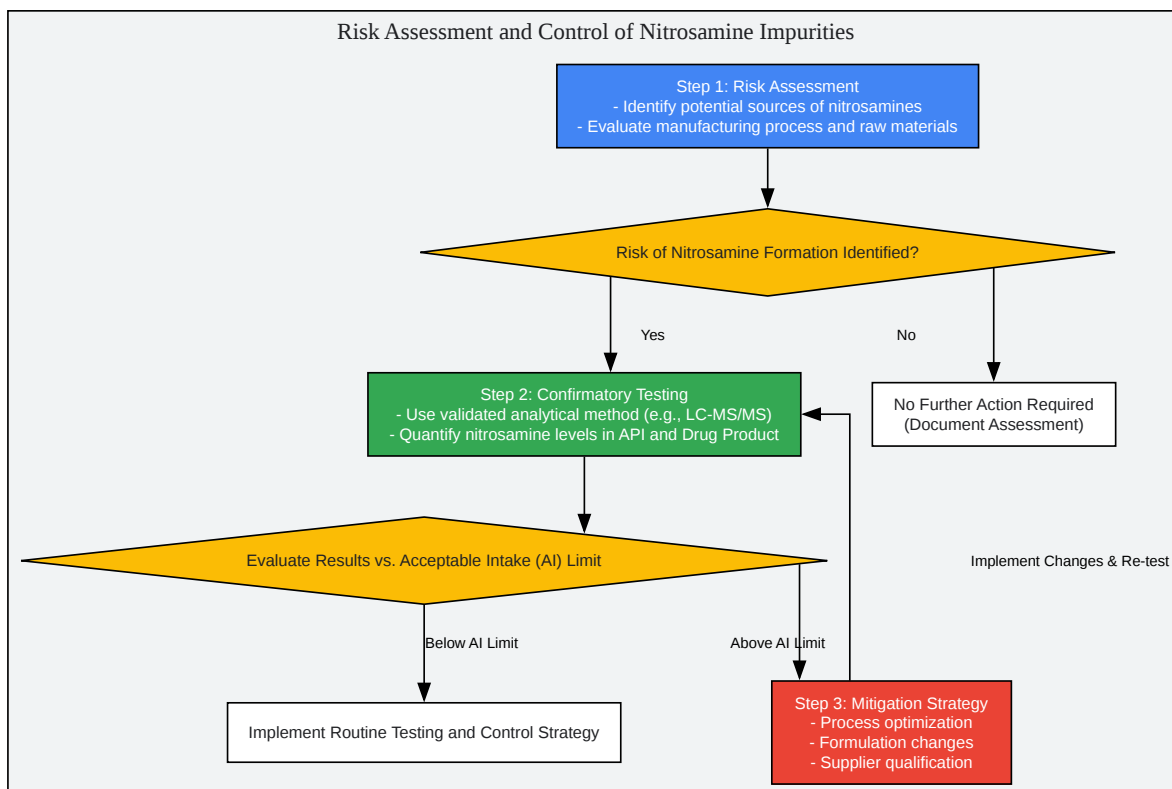 Risk Assessment and Control of Nitrosamine Impurities
Step 1: Risk Assessment
- Identify potential sources of nitrosamines
- Evaluate manufacturing process and raw materials
Risk of Nitrosamine Formation Identified?
Yes
No
Step 2: Confirmatory Testing
- Use validated analytical method (e.g., LC-MS/MS)
- Quantify nitrosamine levels in API and Drug Product
No Further Action Required
(Document Assessment)
Evaluate Results vs. Acceptable Intake (AI) Limit
Implement Changes & Re-test
Below AI Limit
Above AI Limit
Implement Routine Testing and Control Strategy
Step 3: Mitigation Strategy
- Process optimization
- Formulation changes
- Supplier qualification